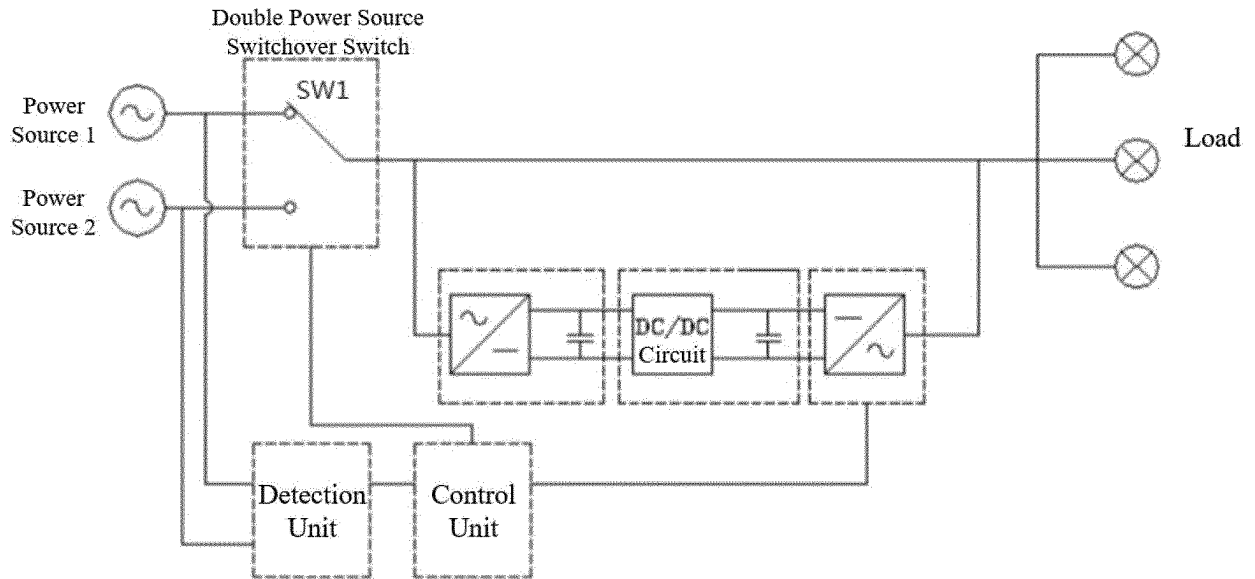 Double Power Source
Switchover Switch
SW1
Power
Source 1
Power
Source 2
Load
DC/DC
Circuit
Detection
Unit
Control
Unit